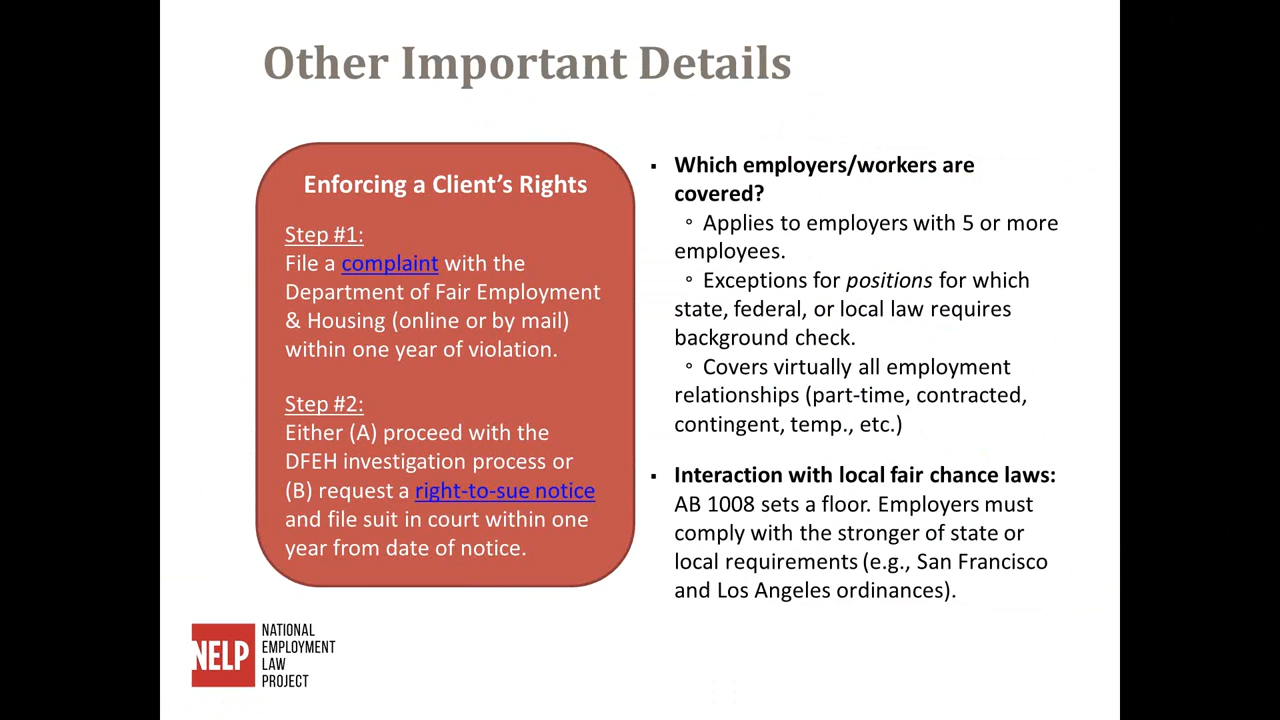 Other Important Details
Enforcing a Client’s Rights
Step #1:
File a complaint with the
Department of Fair Employment
& Housing (online or by mail)
within one year of violation.
Step #2:
Either (A) proceed with the
DFEH investigation process or
(B) request a right-to-sue notice
and file suit in court within one
year from date of notice.
▪ Which employers/workers are
covered?
° Applies to employers with 5 or more
employees.
° Exceptions for positions for which
state, federal, or local law requires
background check.
° Covers virtually all employment
relationships (part-time, contracted,
contingent, temp., etc.)
▪ Interaction with local fair chance laws:
AB 1008 sets a floor. Employers must
comply with the stronger of state or
local requirements (e.g., San Francisco
and Los Angeles ordinances).
NELP
NATIONAL
EMPLOYMENT
LAW
PROJECT